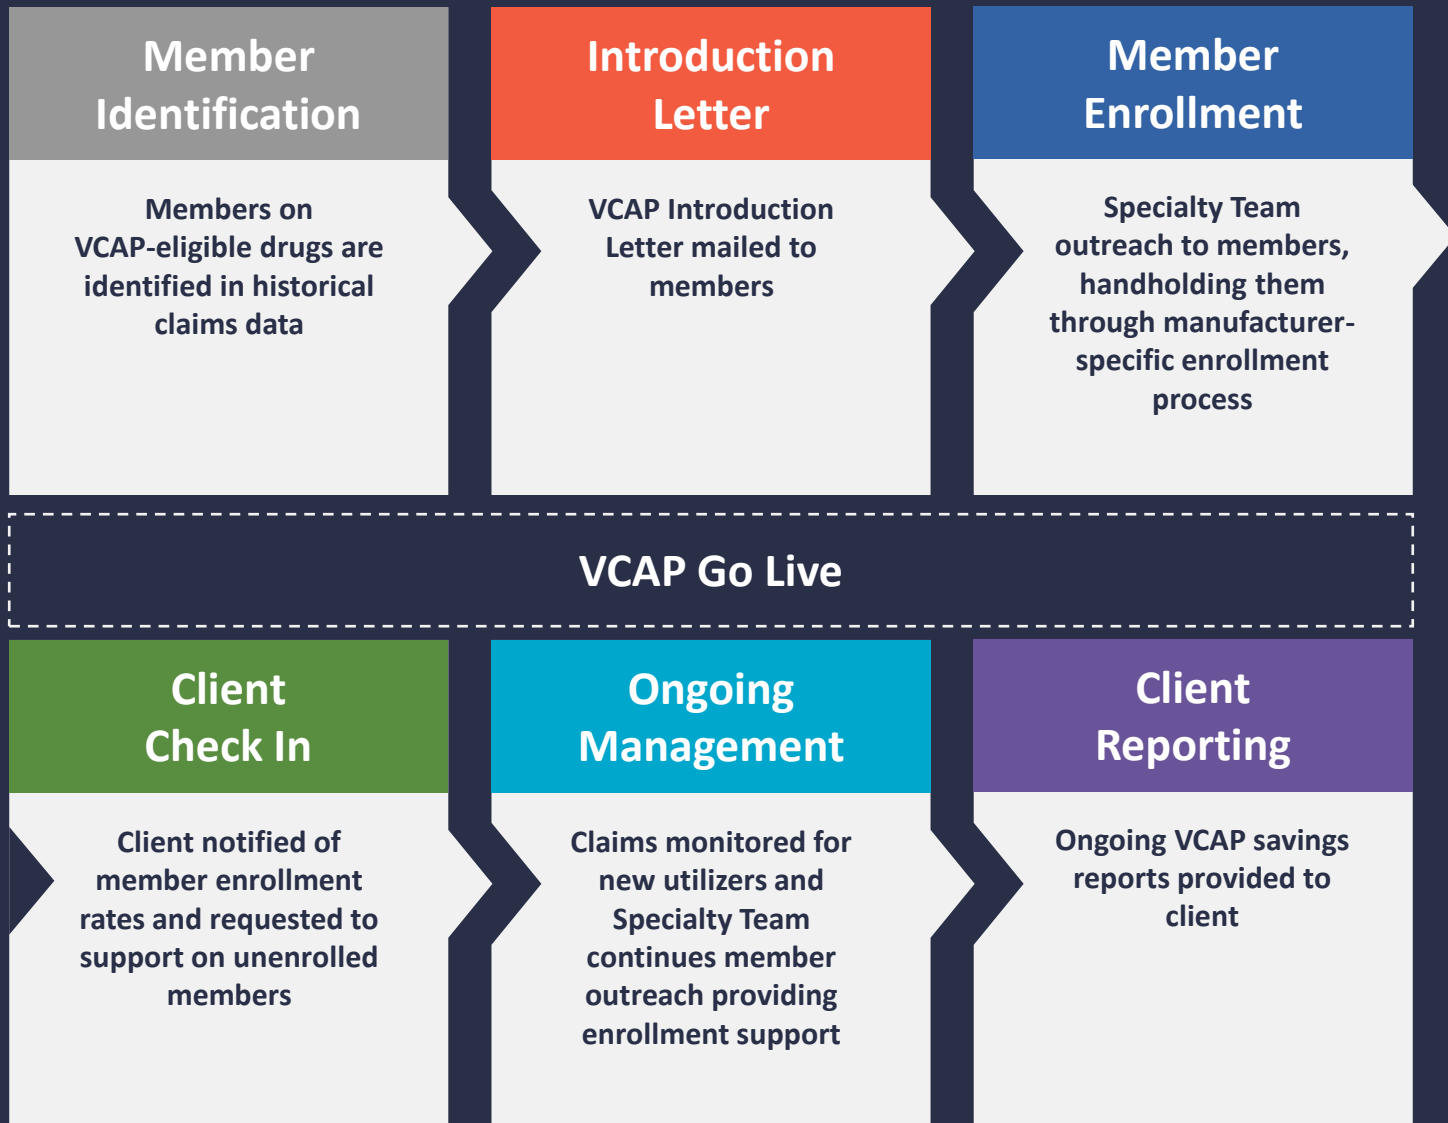 Member
Identification
Members on
VCAP-eligible drugs are
identified in historical
claims data
Introduction
Letter
VCAP Introduction
Letter mailed to
members
Member
Enrollment
Specialty Team
outreach to members,
handholding them
through manufacturer-
specific enrollment
process
VCAP Go Live
Client
Check In
Client notified of
member enrollment
rates and requested to
support on unenrolled
members
Ongoing
Management
Claims monitored for
new utilizers and
Specialty Team
continues member
outreach providing
enrollment support
Client
Reporting
Ongoing VCAP savings
reports provided to
client